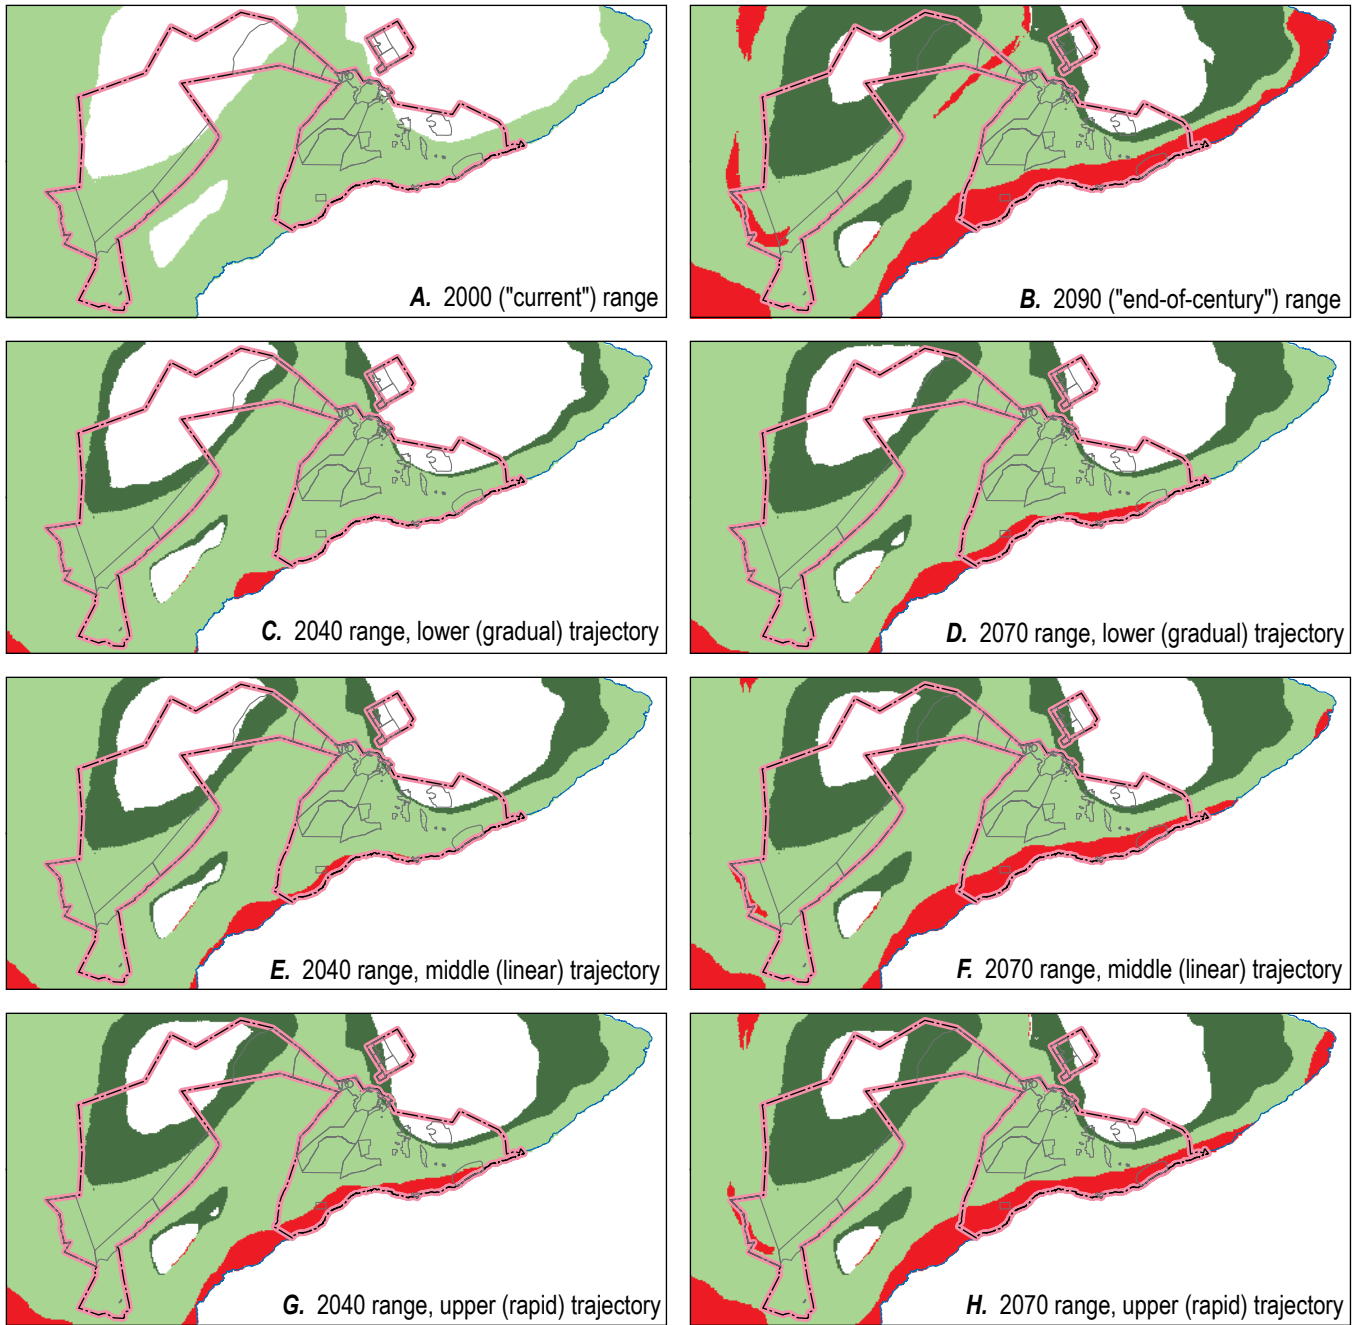 A. 2000 ("current") range
B. 2090 ("end-of-century") range
C. 2040 range, lower (gradual) trajectory
D. 2070 range, lower (gradual) trajectory
E. 2040 range, middle (linear) trajectory
F. 2070 range, middle (linear) trajectory
G. 2040 range, upper (rapid) trajectory
H. 2070 range, upper (rapid) trajectory